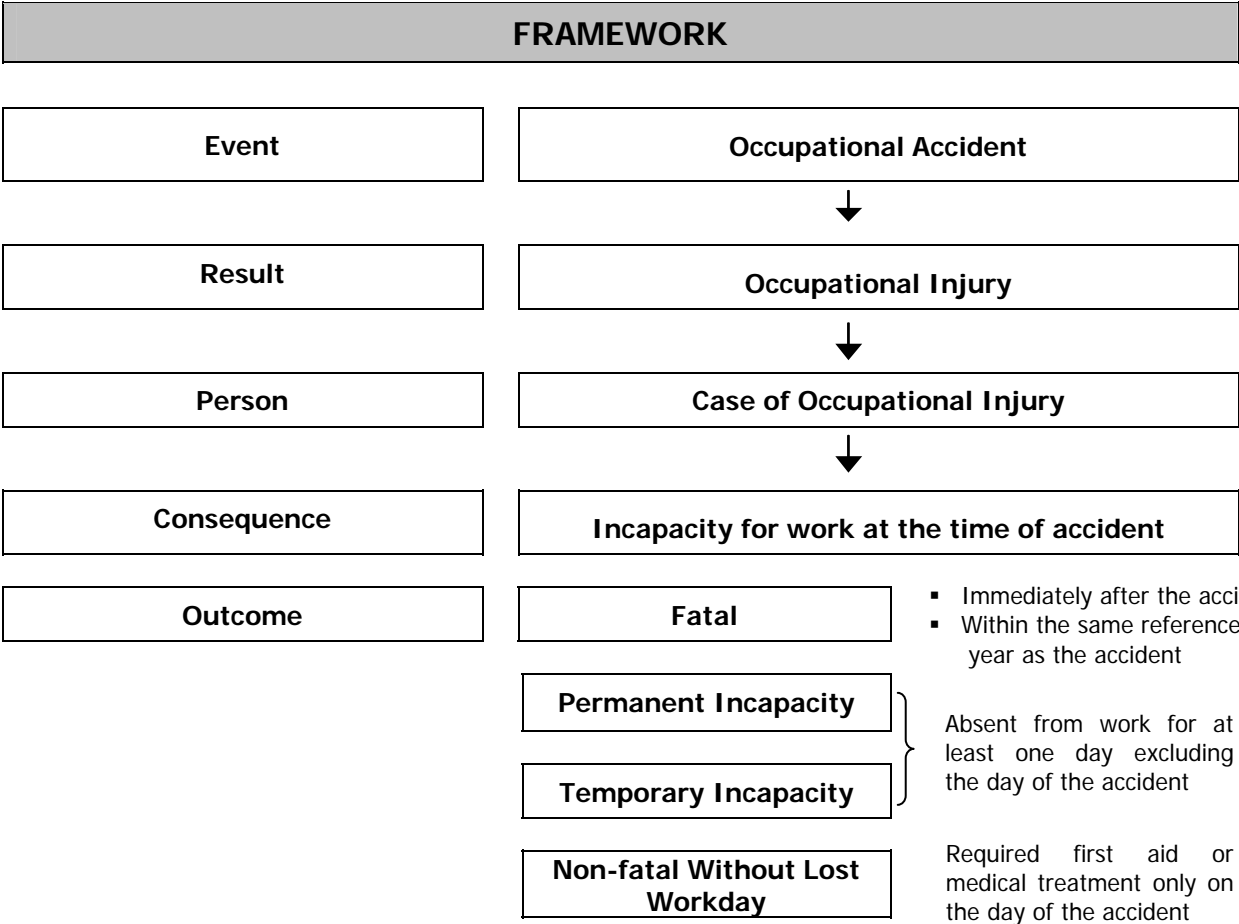 FRAMEWORK
Event
Occupational Accident
Result
Occupational Injury
Person
Case of Occupational Injury
Consequence
Incapacity for work at the time of accident
Outcome
Fatal
▪ Immediately after the
▪ Within the same reference
year as the accident
Permanent Incapacity
Temporary Incapacity
Absent from work for at
least one day excluding
the day of the accident
Non-fatal Without Lost
Workday
Required first aid or
medical treatment only on
the day of the accident